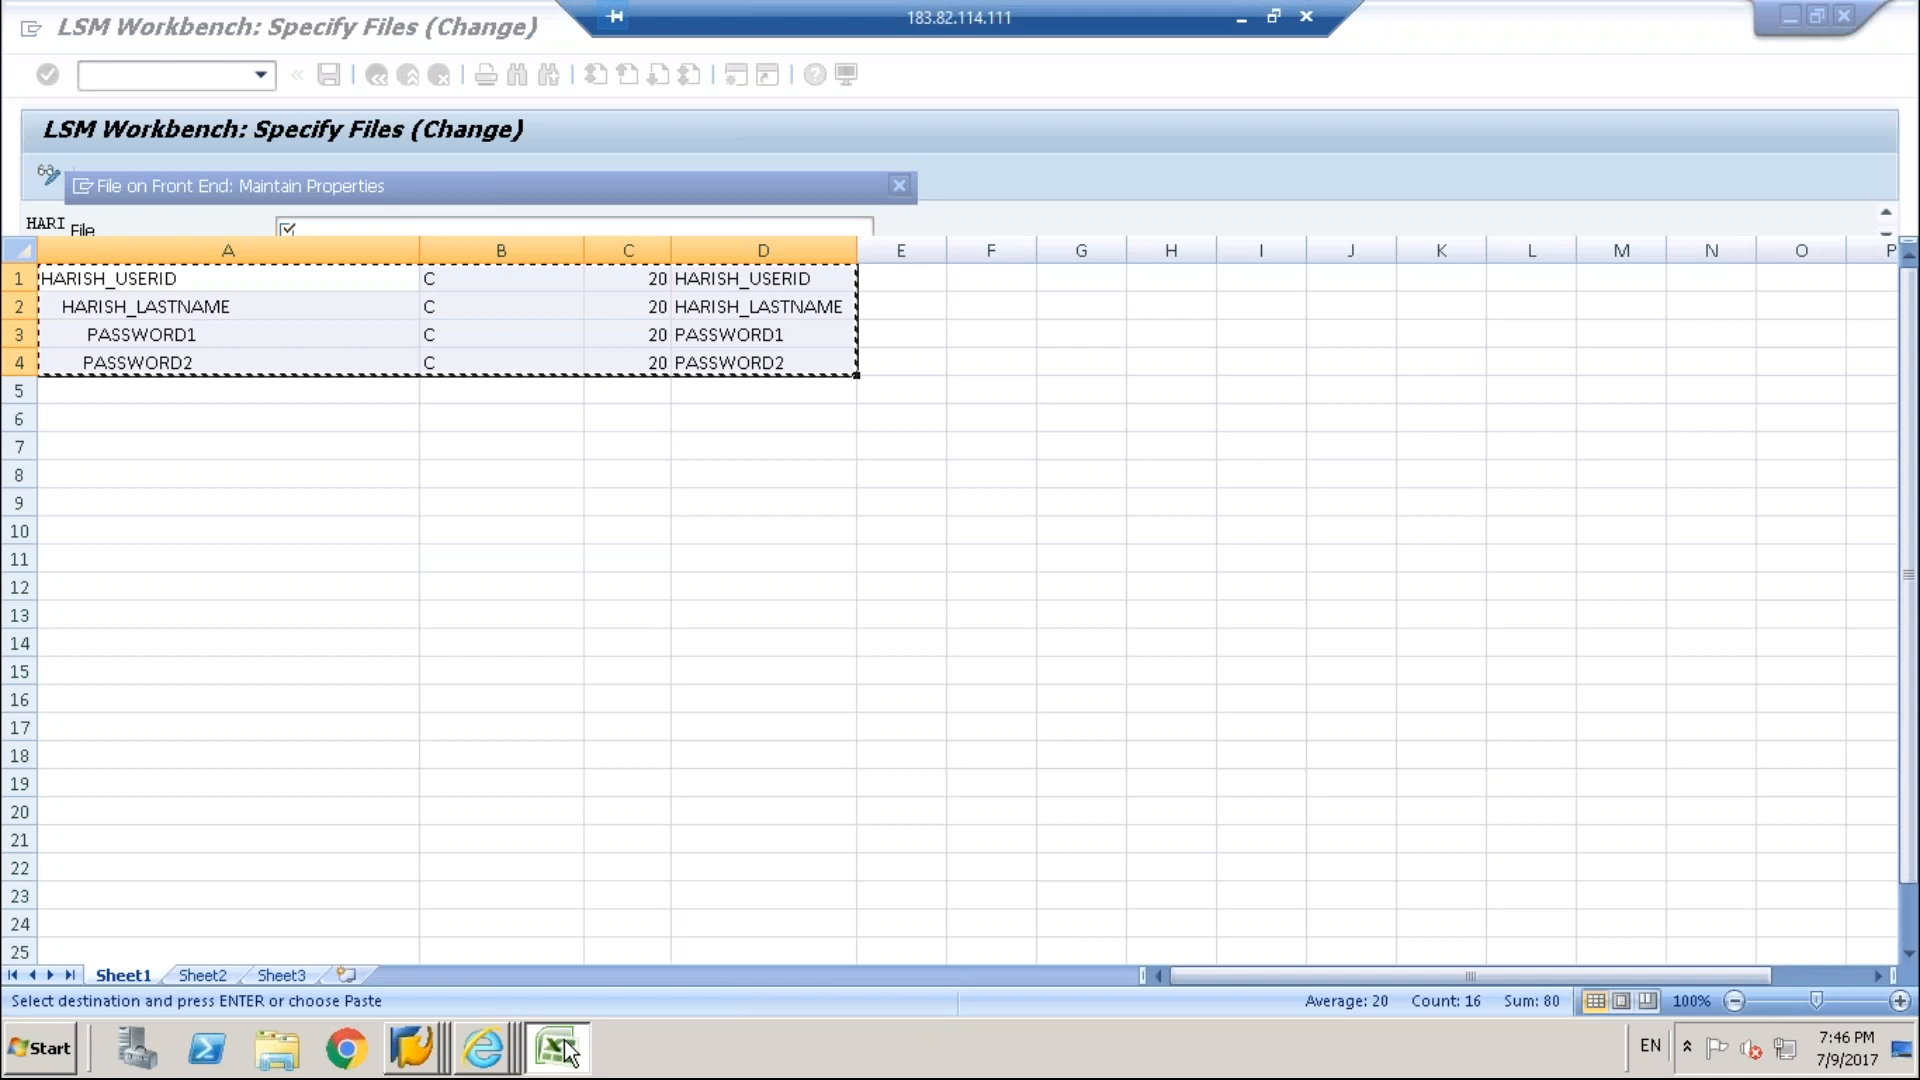 LSM Workbench: Specify Files (Change)
183.82.114.111
LSM Workbench: Specify Files (Change)
File on Front End: Maintain Properties
HARI
File
A B C D E F G H I J K L M N O P
1 HARISH_USERID C 20 HARISH_USERID
2 HARISH_LASTNAME C 20 HARISH_LASTNAME
3 PASSWORD1 C 20 PASSWORD1
4 PASSWORD2 C 20 PASSWORD2
5
6
7
8
9
10
11
12
13
14
15
16
17
18
19
20
21
22
23
24
25
Sheet1 Sheet2 Sheet3
Select destination and press ENTER or choose Paste Average: 20 Count: 16 Sum: 80 100%
Start EN 7:46 PM
7/9/2017